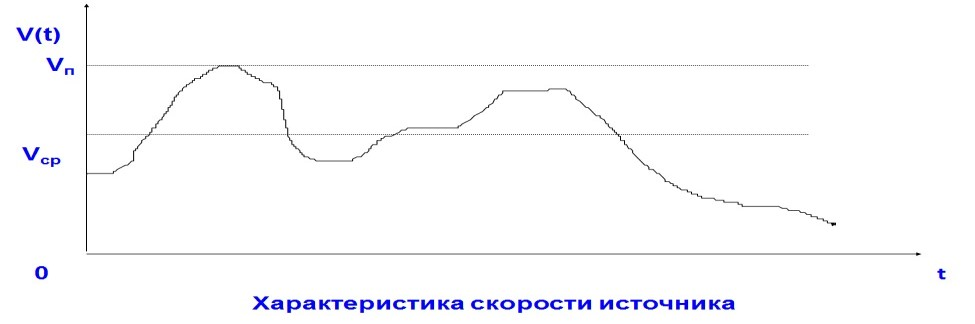 V(t)
Vп
Vср
0
t
Характеристика скорости источника